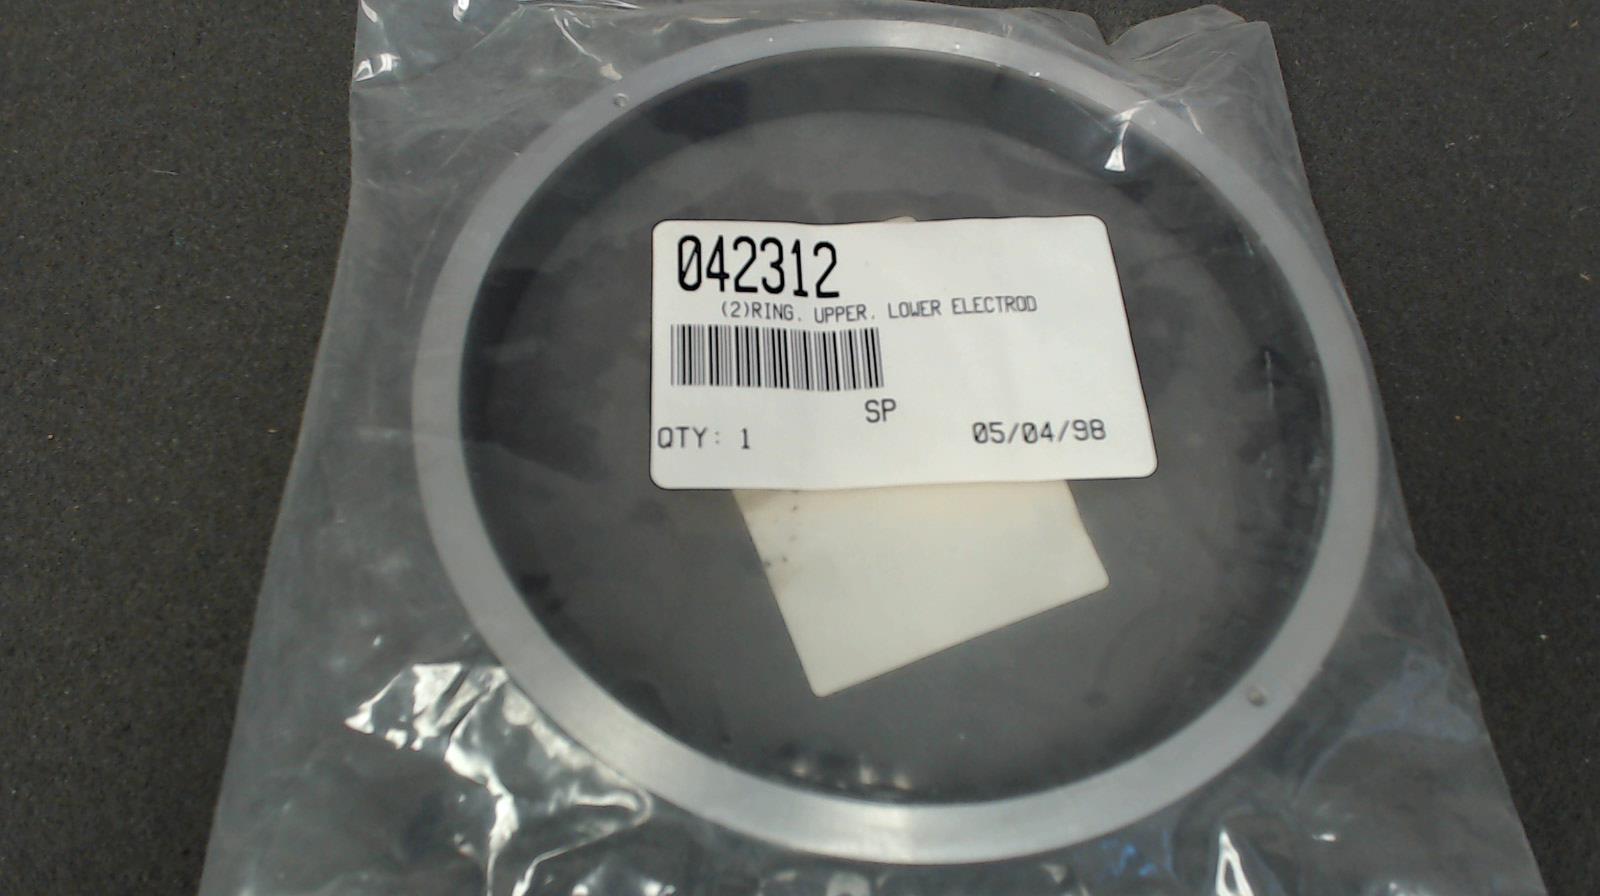 042312
(2)RING, UPPER, LOWER ELECTROD
SP
QTY: 1 05/04/98